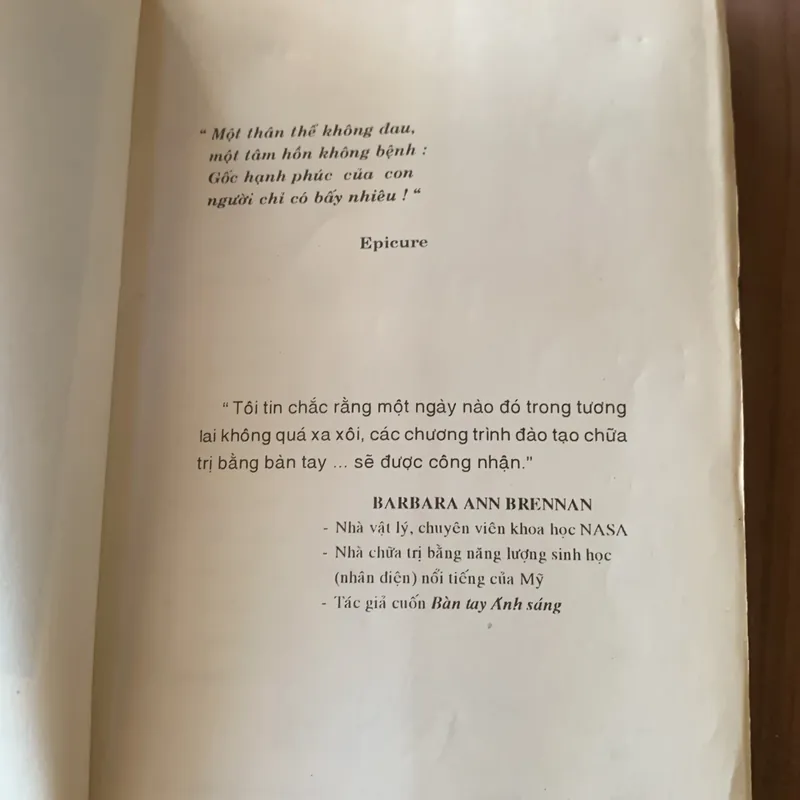 “ Một thân thể không đau,
một tâm hồn không bệnh :
Gốc hạnh phúc của con
người chỉ có bấy nhiêu ! “
Epicure
“ Tôi tin chắc rằng một ngày nào đó trong tương
lai không quá xa xôi, các chương trình đào tạo chữa
trị bằng bàn tay ... sẽ được công nhận."
BARBARA ANN BRENNAN
- Nhà vật lý, chuyên viên khoa học NASA
- Nhà chữa trị bằng năng lượng sinh học
(nhân điện) nổi tiếng của Mỹ
- Tác giả cuốn Bàn tay Ánh sáng